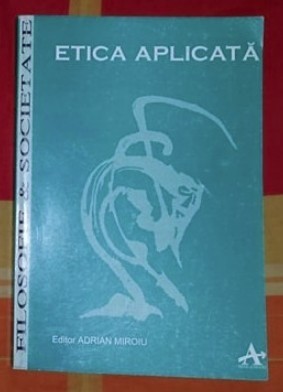 ETICA APLICATĂ
FILOSOFIE & SOCIETATE
Editor ADRIAN MIROIU
A